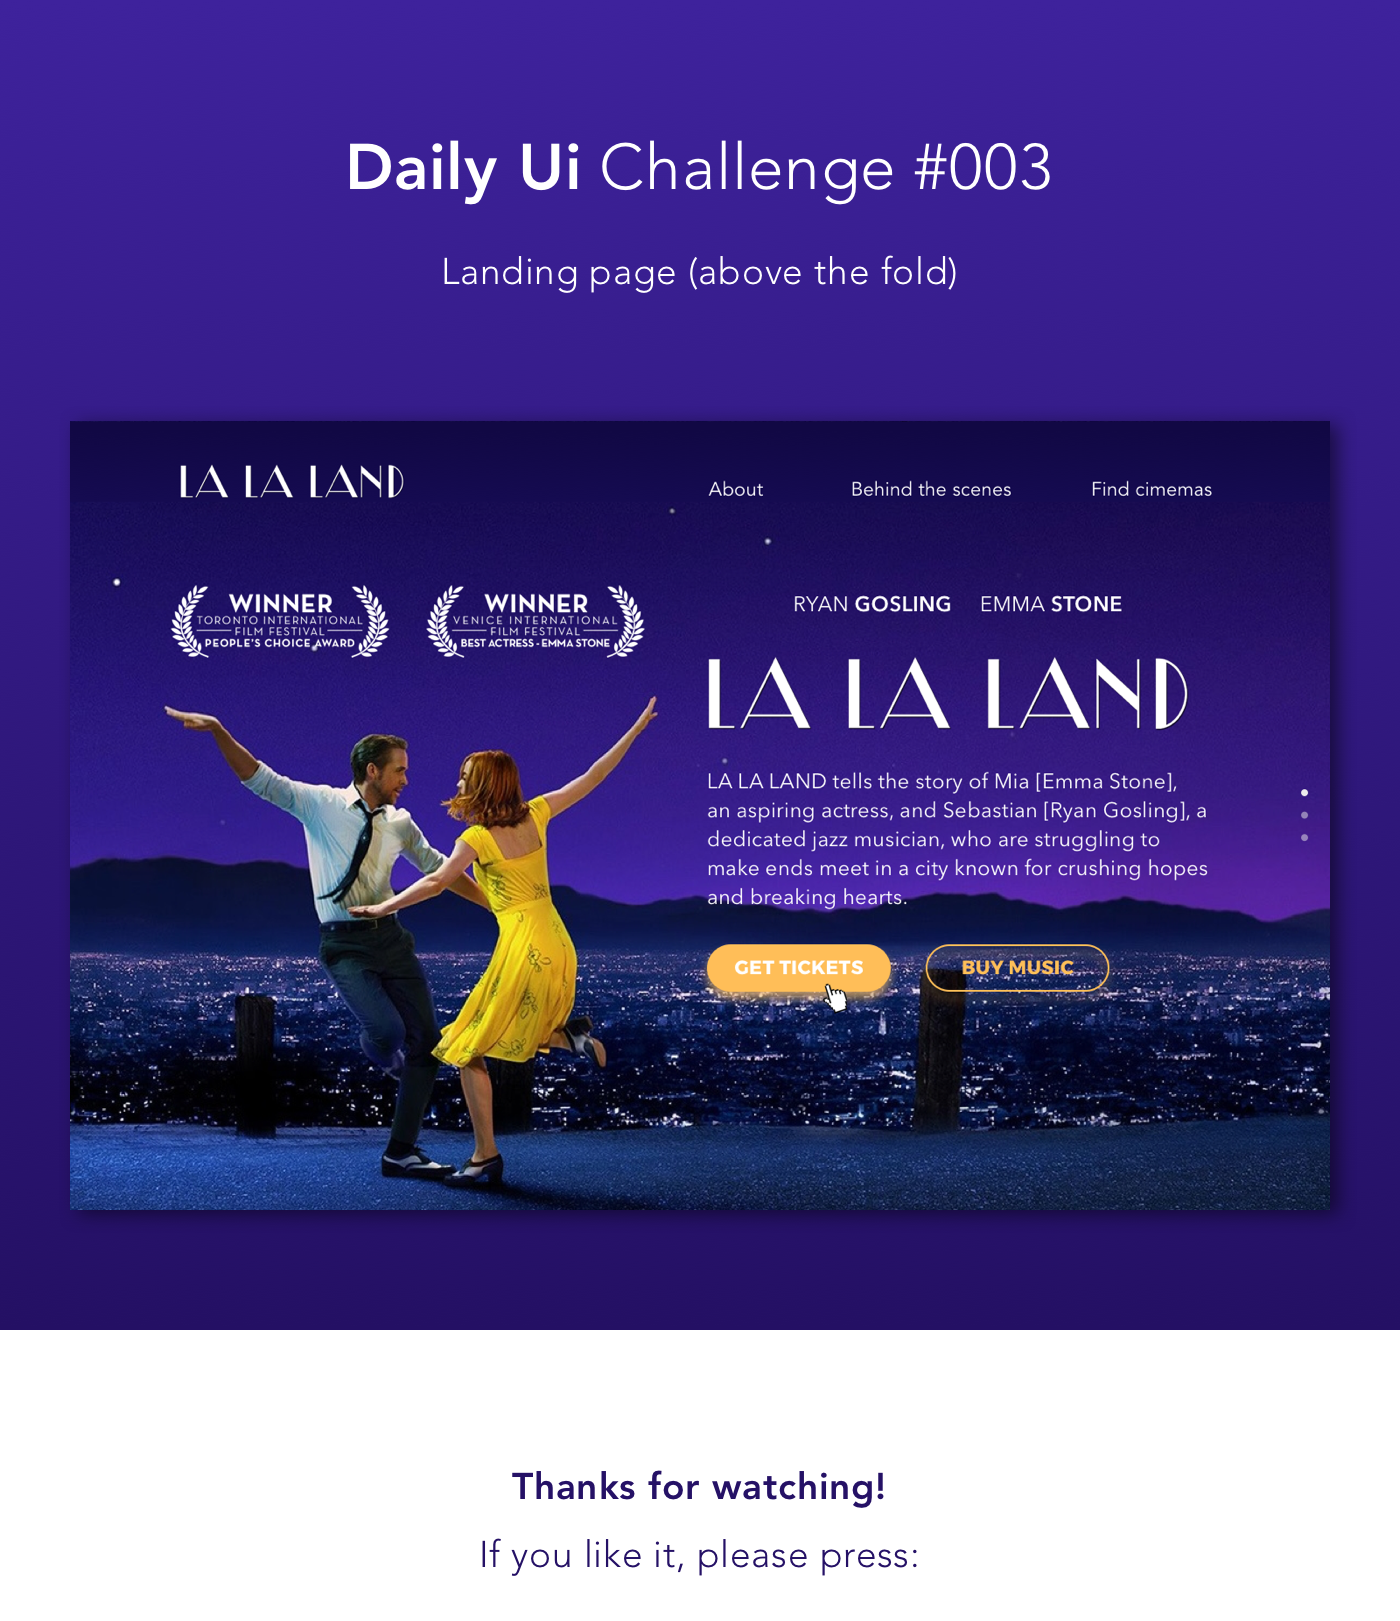 Daily Ui Challenge #003
Landing page (above the fold)
LA LA LAND
About
Behind the scenes
Find cimemas
WINNER
TORONTO INTERNATIONAL
FILM FESTIVAL
PEOPLE'S CHOICE AWARD
WINNER
VENICE INTERNATIONAL
FILM FESTIVAL
BEST ACTRESS - EMMA STONE
RYAN GOSLING EMMA STONE
LA LA LAND
LA LA LAND tells the story of Mia [Emma Stone],
an aspiring actress, and Sebastian [Ryan Gosling], a
dedicated jazz musician, who are struggling to
make ends meet in a city known for crushing hopes
and breaking hearts.
GET TICKETS
BUY MUSIC
Thanks for watching!
If you like it, please press: